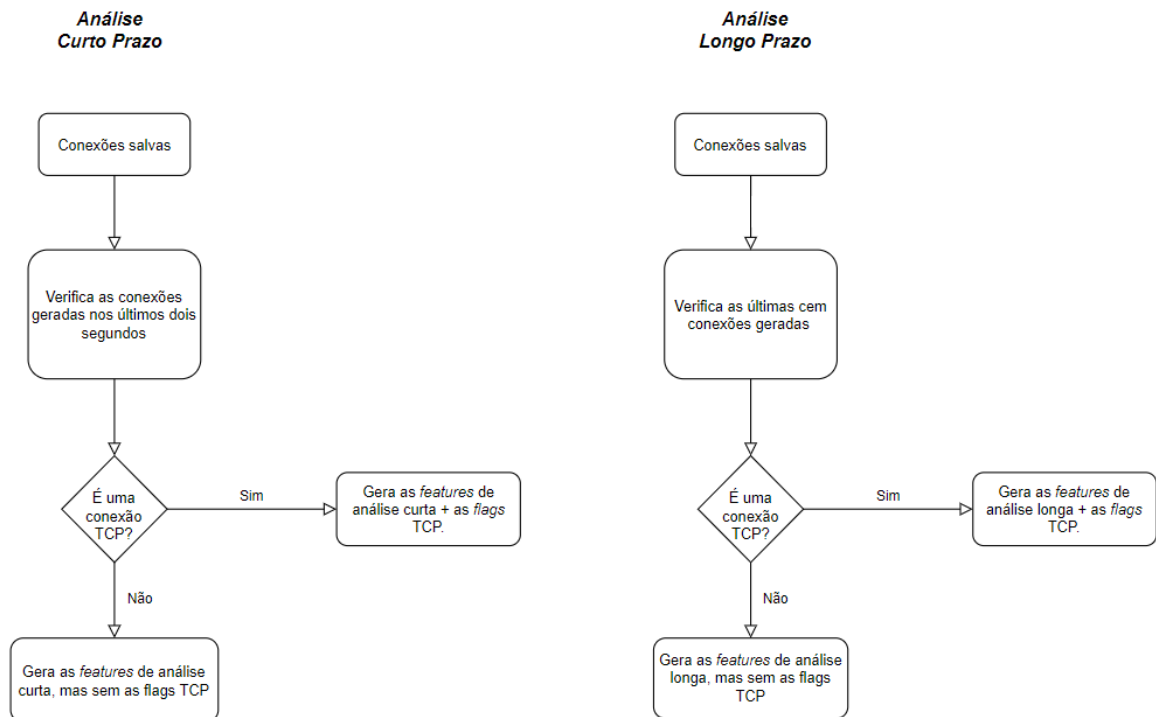 Análise
Curto Prazo
Conexões salvas
Verifica as conexões
geradas nos últimos dois
segundos
É uma
conexão
TCP?
Sim
Gera as features de
análise curta + as flags
TCP.
Não
Gera as features de análise
curta, mas sem as flags TCP
Análise
Longo Prazo
Conexões salvas
Verifica as últimas cem
conexões geradas
É uma
conexão
TCP?
Sim
Gera as features de
análise longa + as flags
TCP.
Não
Gera as features de análise
longa, mas sem as flags
TCP